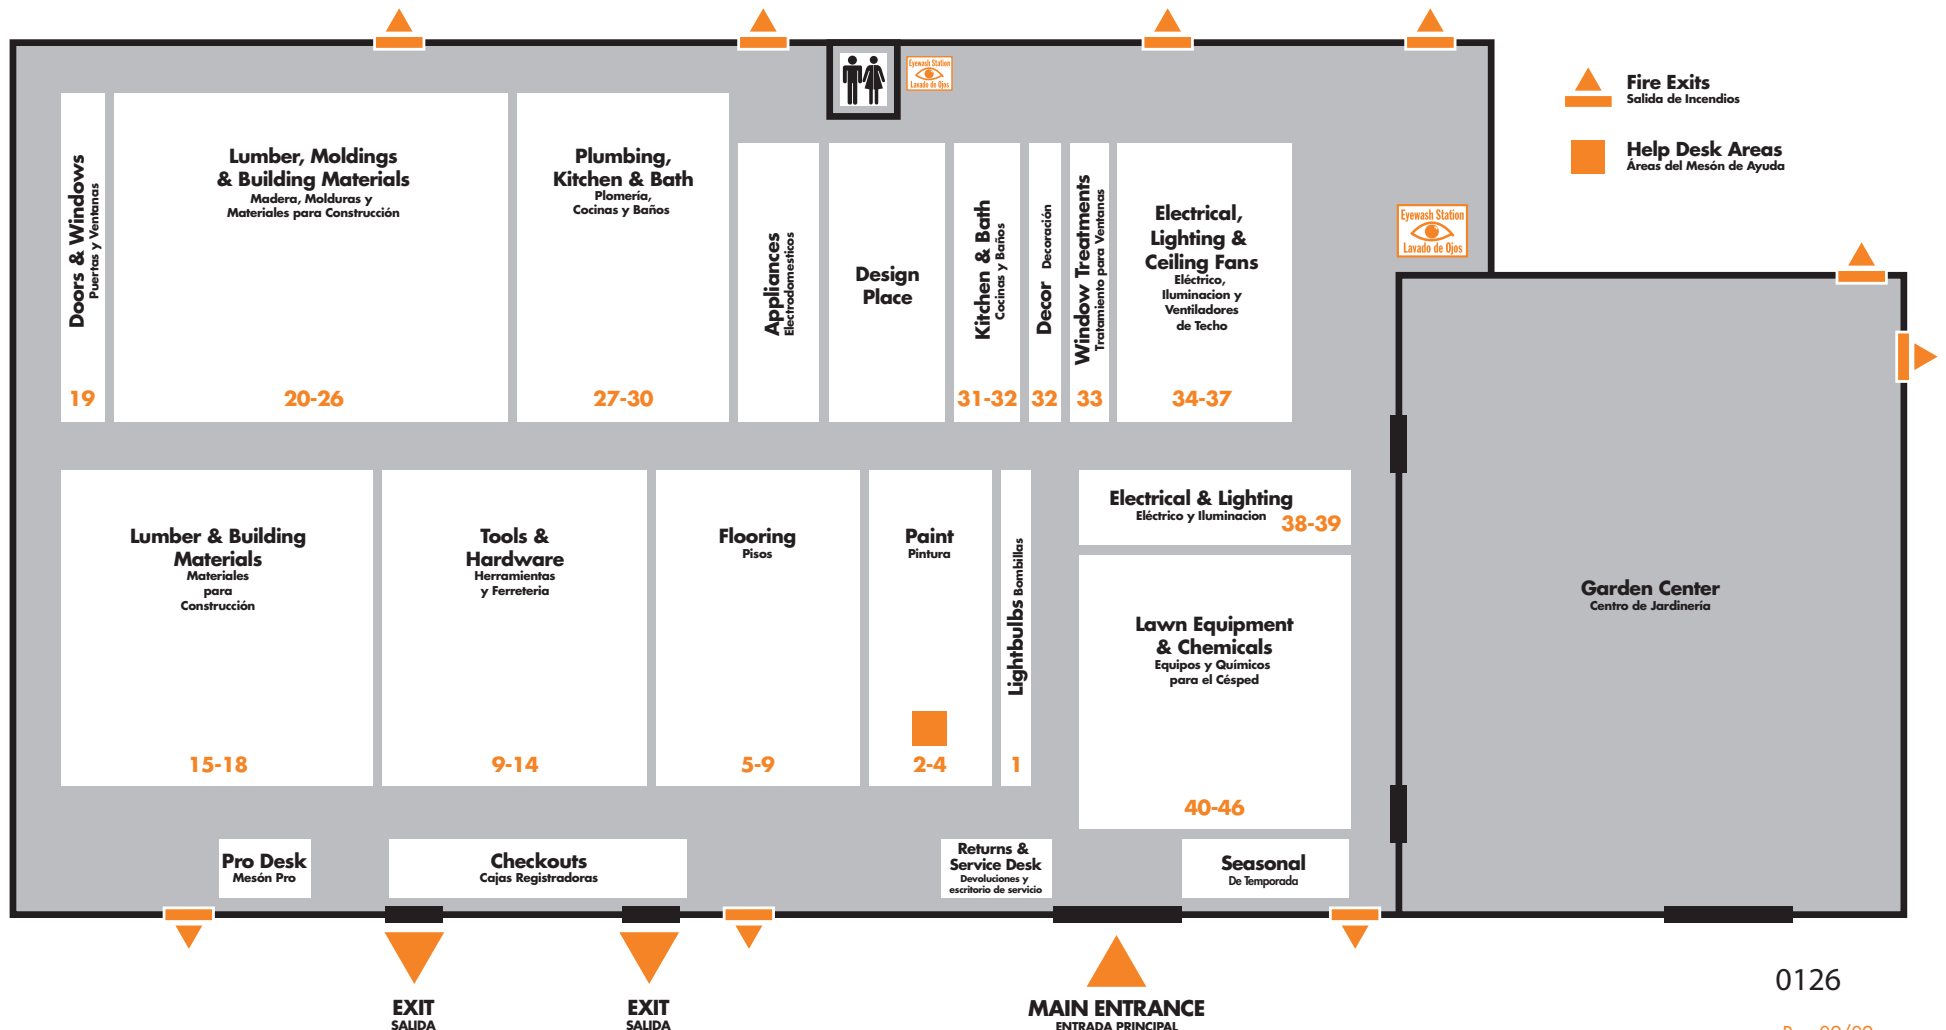 Eyewash Station
Lavado de Ojos
Fire Exits
Salida de Incendios
Help Desk Areas
Áreas del Mesón de Ayuda
Doors & Windows
Puertas y Ventanas
19
Lumber, Moldings
& Building Materials
Madera, Molduras y
Materiales para Construcción
20-26
Plumbing,
Kitchen & Bath
Plomería,
Cocinas y Baños
27-30
Appliances
Electrodomesticos
Design
Place
Kitchen & Bath
Cocinas y Baños
31-32
Decor Decoración
32
Window Treatments
Tratamiento para Ventanas
33
Electrical,
Lighting &
Ceiling Fans
Eléctrico,
Iluminacion y
Ventiladores
de Techo
34-37
Eyewash Station
Lavado de Ojos
Lumber & Building
Materials
Materiales
para
Construcción
15-18
Tools &
Hardware
Herramientas
y Ferreteria
9-14
Flooring
Pisos
5-9
Paint
Pintura
2-4
Lightbulbs Bombillas
1
Electrical & Lighting
Eléctrico y Iluminacion
38-39
Lawn Equipment
& Chemicals
Equipos y Químicos
para el Césped
40-46
Garden Center
Centro de Jardinería
Pro Desk
Mesón Pro
Checkouts
Cajas Registradoras
Returns &
Service Desk
Devoluciones y
escritorio de servicio
Seasonal
De Temporada
EXIT
SALIDA
EXIT
SALIDA
MAIN ENTRANCE
ENTRADA PRINCIPAL
0126